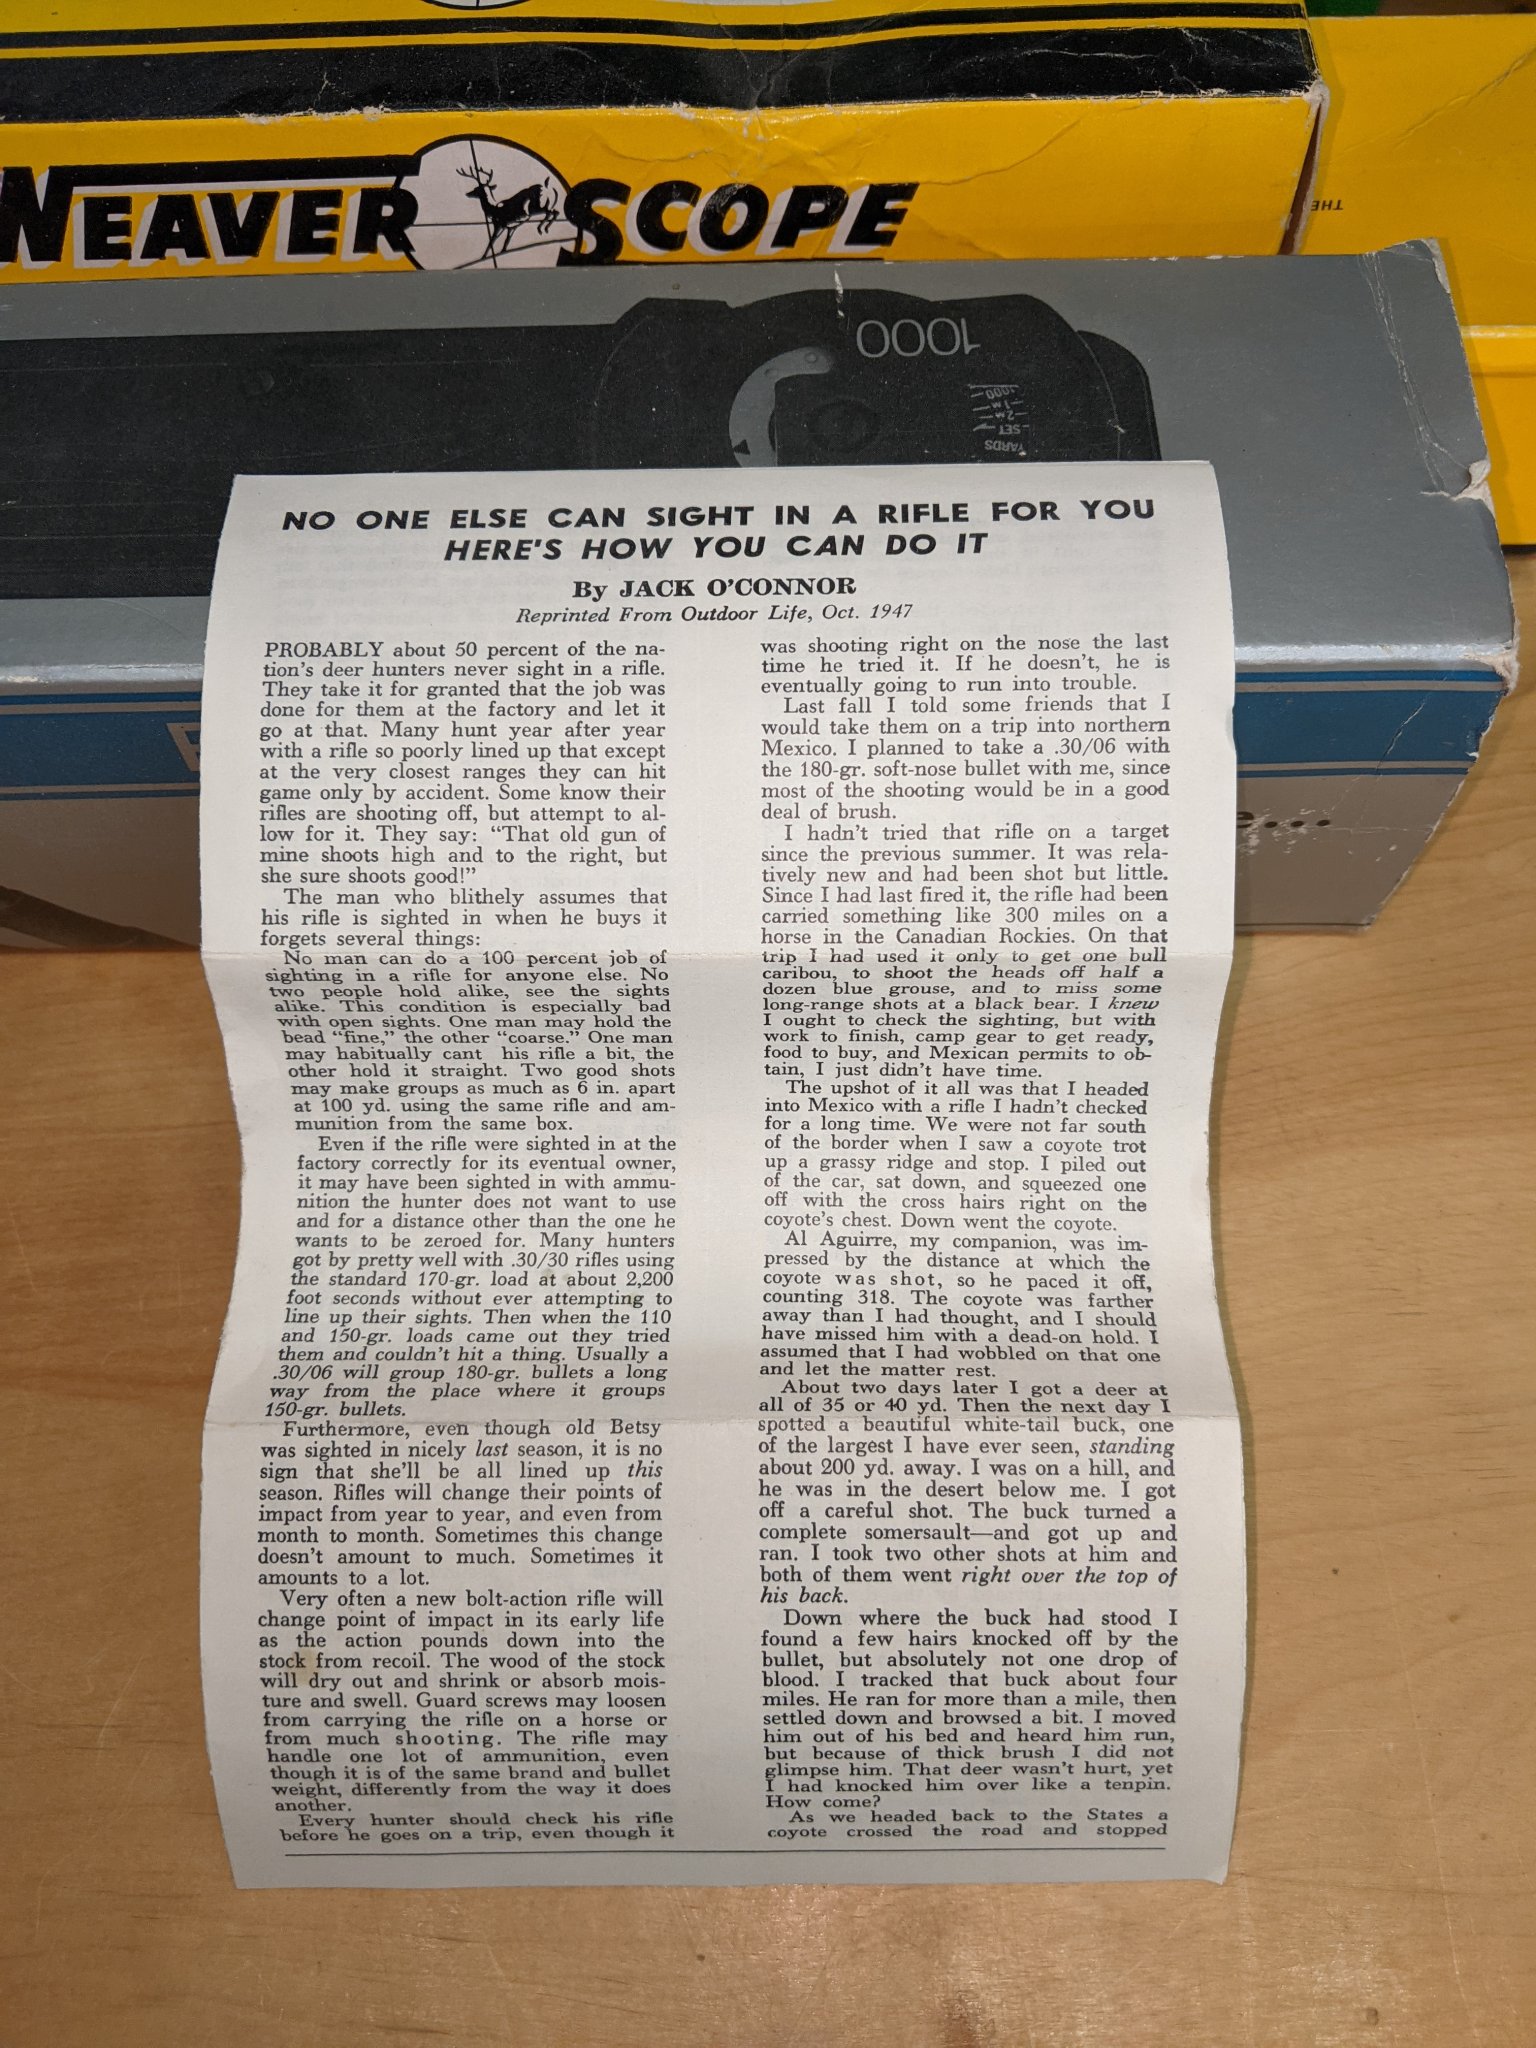 WEAVER SCOPE
THE
1000
1000
1M
2M
SET
YARDS
NO ONE ELSE CAN SIGHT IN A RIFLE FOR YOU
HERE'S HOW YOU CAN DO IT
By JACK O'CONNOR
Reprinted From Outdoor Life, Oct. 1947
PROBABLY about 50 percent of the na-
tion's deer hunters never sight in a rifle.
They take it for granted that the job was
done for them at the factory and let it
go at that. Many hunt year after year
with a rifle so poorly lined up that except
at the very closest ranges they can hit
game only by accident. Some know their
rifles are shooting off, but attempt to al-
low for it. They say: "That old gun of
mine shoots high and to the right, but
she sure shoots good!"
The man who blithely assumes that
his rifle is sighted in when he buys it
forgets several things:
No man can do a 100 percent job of
sighting in a rifle for anyone else. No
two people hold alike, see the sights
alike. This condition is especially bad
with open sights. One man may hold the
bead "fine," the other "coarse." One man
may habitually cant his rifle a bit, the
other hold it straight. Two good shots
may make groups as much as 6 in. apart
at 100 yd. using the same rifle and am-
munition from the same box.
Even if the rifle were sighted in at the
factory correctly for its eventual owner,
it may have been sighted in with ammu-
nition the hunter does not want to use
and for a distance other than the one he
wants to be zeroed for. Many hunters
got by pretty well with .30/30 rifles using
the standard 170-gr. load at about 2,200
foot seconds without ever attempting to
line up their sights. Then when the 110
and 150-gr. loads came out they tried
them and couldn't hit a thing. Usually a
.30/06 will group 180-gr. bullets a long
way from the place where it groups
150-gr. bullets.
Furthermore, even though old Betsy
was sighted in nicely last season, it is no
sign that she'll be all lined up this
season. Rifles will change their points of
impact from year to year, and even from
month to month. Sometimes this change
doesn't amount to much. Sometimes it
amounts to a lot.
Very often a new bolt-action rifle will
change point of impact in its early life
as the action pounds down into the
stock from recoil. The wood of the stock
will dry out and shrink or absorb mois-
ture and swell. Guard screws may loosen
from carrying the rifle on a horse or
from much shooting. The rifle may
handle one lot of ammunition, even
though it is of the same brand and bullet
weight, differently from the way it does
another.
Every hunter should check his rifle
before he goes on a trip, even though it
was shooting right on the nose the last
time he tried it. If he doesn't, he is
eventually going to run into trouble.
Last fall I told some friends that I
would take them on a trip into northern
Mexico. I planned to take a .30/06 with
the 180-gr. soft-nose bullet with me, since
most of the shooting would be in a good
deal of brush.
I hadn't tried that rifle on a target
since the previous summer. It was rela-
tively new and had been shot but little.
Since I had last fired it, the rifle had been
carried something like 300 miles on a
horse in the Canadian Rockies. On that
trip I had used it only to get one bull
caribou, to shoot the heads off half a
dozen blue grouse, and to miss some
long-range shots at a black bear. I knew
I ought to check the sighting, but with
work to finish, camp gear to get ready,
food to buy, and Mexican permits to ob-
tain, I just didn't have time.
The upshot of it all was that I headed
into Mexico with a rifle I hadn't checked
for a long time. We were not far south
of the border when I saw a coyote trot
up a grassy ridge and stop. I piled out
of the car, sat down, and squeezed one
off with the cross hairs right on the
coyote's chest. Down went the coyote.
Al Aguirre, my companion, was im-
pressed by the distance at which the
coyote was shot, so he paced it off,
counting 318. The coyote was farther
away than I had thought, and I should
have missed him with a dead-on hold. I
assumed that I had wobbled on that one
and let the matter rest.
About two days later I got a deer at
all of 35 or 40 yd. Then the next day I
spotted a beautiful white-tail buck, one
of the largest I have ever seen, standing
about 200 yd. away. I was on a hill, and
he was in the desert below me. I got
off a careful shot. The buck turned a
complete somersault—and got up and
ran. I took two other shots at him and
both of them went right over the top of
his back.
Down where the buck had stood I
found a few hairs knocked off by the
bullet, but absolutely not one drop of
blood. I tracked that buck about four
miles. He ran for more than a mile, then
settled down and browsed a bit. I moved
him out of his bed and heard him run,
but because of thick brush I did not
glimpse him. That deer wasn't hurt, yet
I had knocked him over like a tenpin.
How come?
As we headed back to the States a
coyote crossed the road and stopped